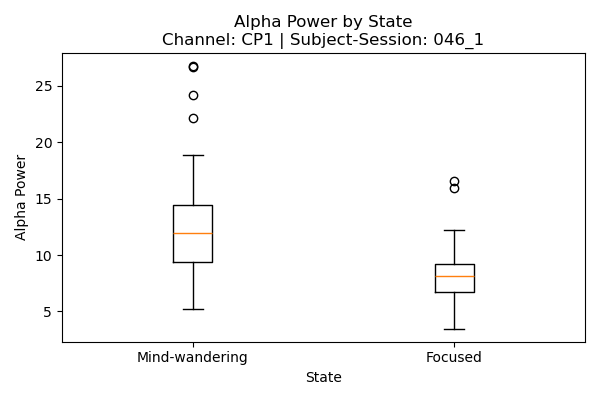 Alpha Power by State
Channel: CP1 | Subject-Session: 046_1
Alpha Power
25
20
15
10
5
Mind-wandering
Focused
State